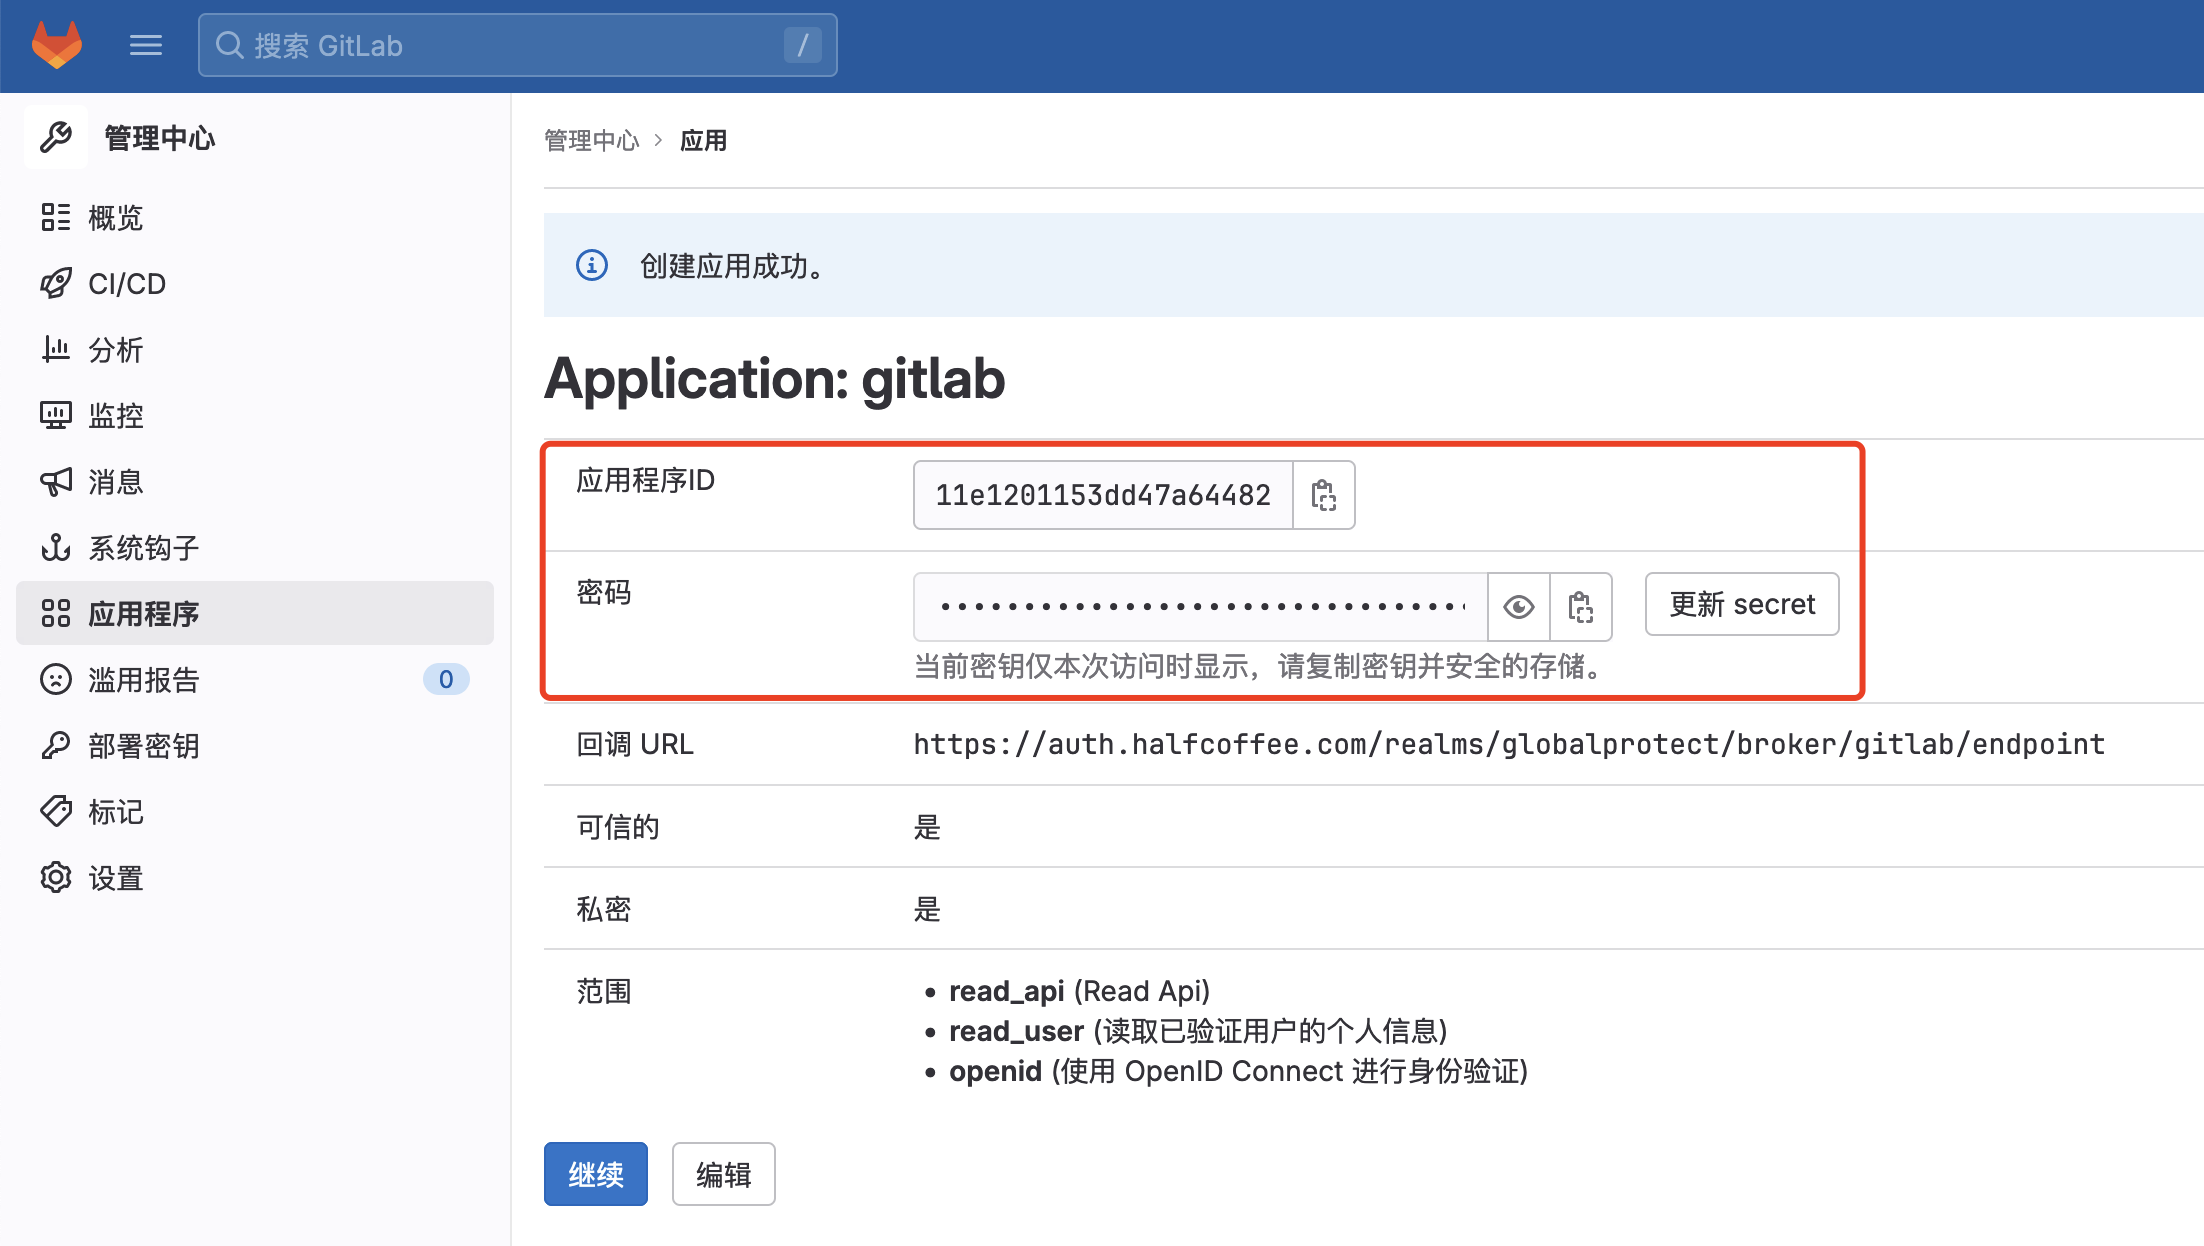 搜索 GitLab /
管理中心
概览
CI/CD
分析
监控
消息
系统钩子
应用程序
滥用报告 0
部署密钥
标记
设置
管理中心 › 应用
创建应用成功。
Application: gitlab
应用程序ID 11e1201153dd47a64482
密码 •••••••••••••••••••••••••••••••• 更新 secret
当前密钥仅本次访问时显示，请复制密钥并安全的存储。
回调 URL https://auth.halfcoffee.com/realms/globalprotect/broker/gitlab/endpoint
可信的 是
私密 是
范围
• read_api (Read Api)
• read_user (读取已验证用户的个人信息)
• openid (使用 OpenID Connect 进行身份验证)
继续 编辑